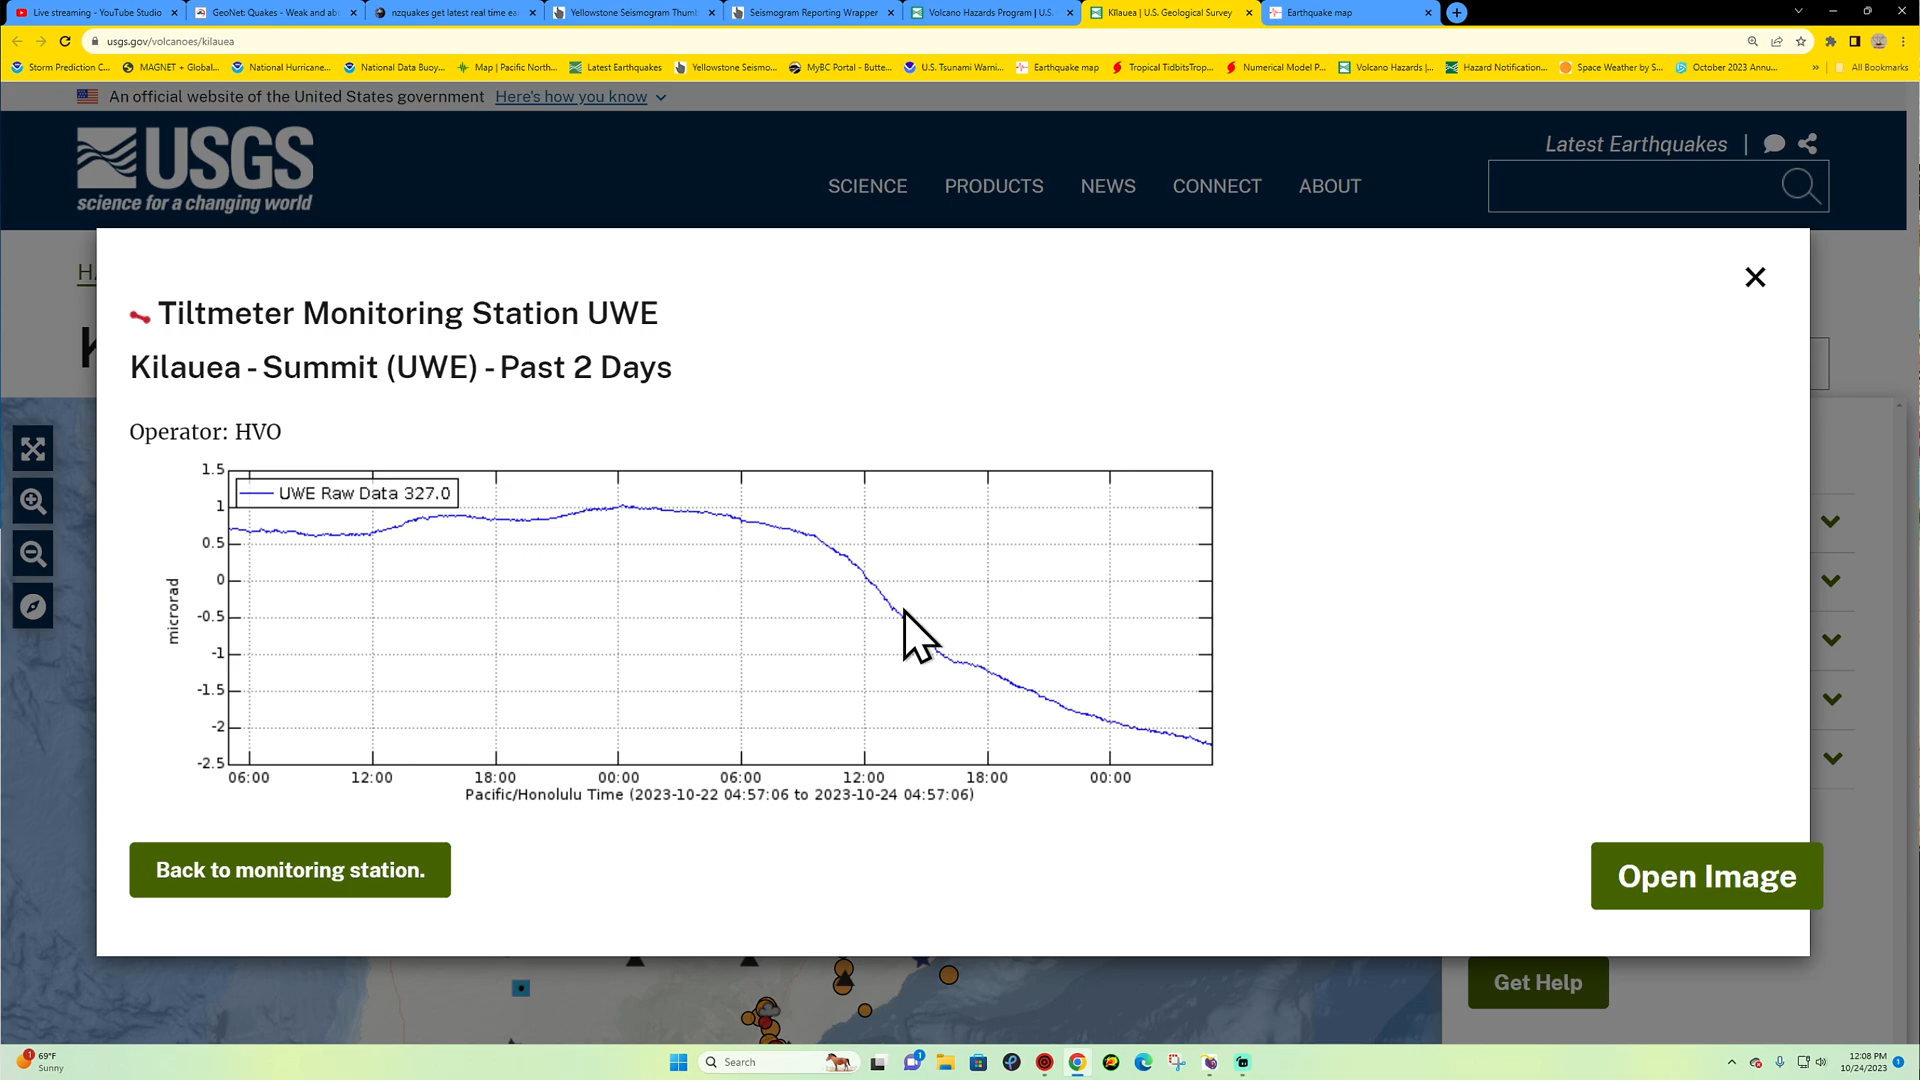 Live streaming - YouTube Studio
GeoNet: Quakes - Weak and ab
nzquakes get latest real time ea
Yellowstone Seismogram Thum
Seismogram Reporting Wrapper
Volcano Hazards Program | U.S.
Kīlauea | U.S. Geological Survey
Earthquake map
usgs.gov/volcanoes/kilauea
Storm Prediction C...
MAGNET + Global...
National Hurricane...
National Data Buoy...
Map | Pacific North...
Latest Earthquakes
Yellowstone Seismo...
MyBC Portal - Butte...
U.S. Tsunami Warni...
Earthquake map
Tropical TidbitsTrop...
Numerical Model P...
Volcano Hazards |...
Hazard Notification...
Space Weather by S...
October 2023 Annu...
»
All Bookmarks
An official website of the United States government Here's how you know
USGS
science for a changing world
Latest Earthquakes |
SCIENCE PRODUCTS NEWS CONNECT ABOUT
Tiltmeter Monitoring Station UWE
Kilauea - Summit (UWE) - Past 2 Days
Operator: HVO
UWE Raw Data 327.0
1.5
1
0.5
0
-0.5
-1
-1.5
-2
-2.5
microrad
06:00 12:00 18:00 00:00 06:00 12:00 18:00 00:00
Pacific/Honolulu Time (2023-10-22 04:57:06 to 2023-10-24 04:57:06)
Back to monitoring station.
Open Image
Get Help
1
69°F
Sunny
Search
1
12:08 PM
10/24/2023
1